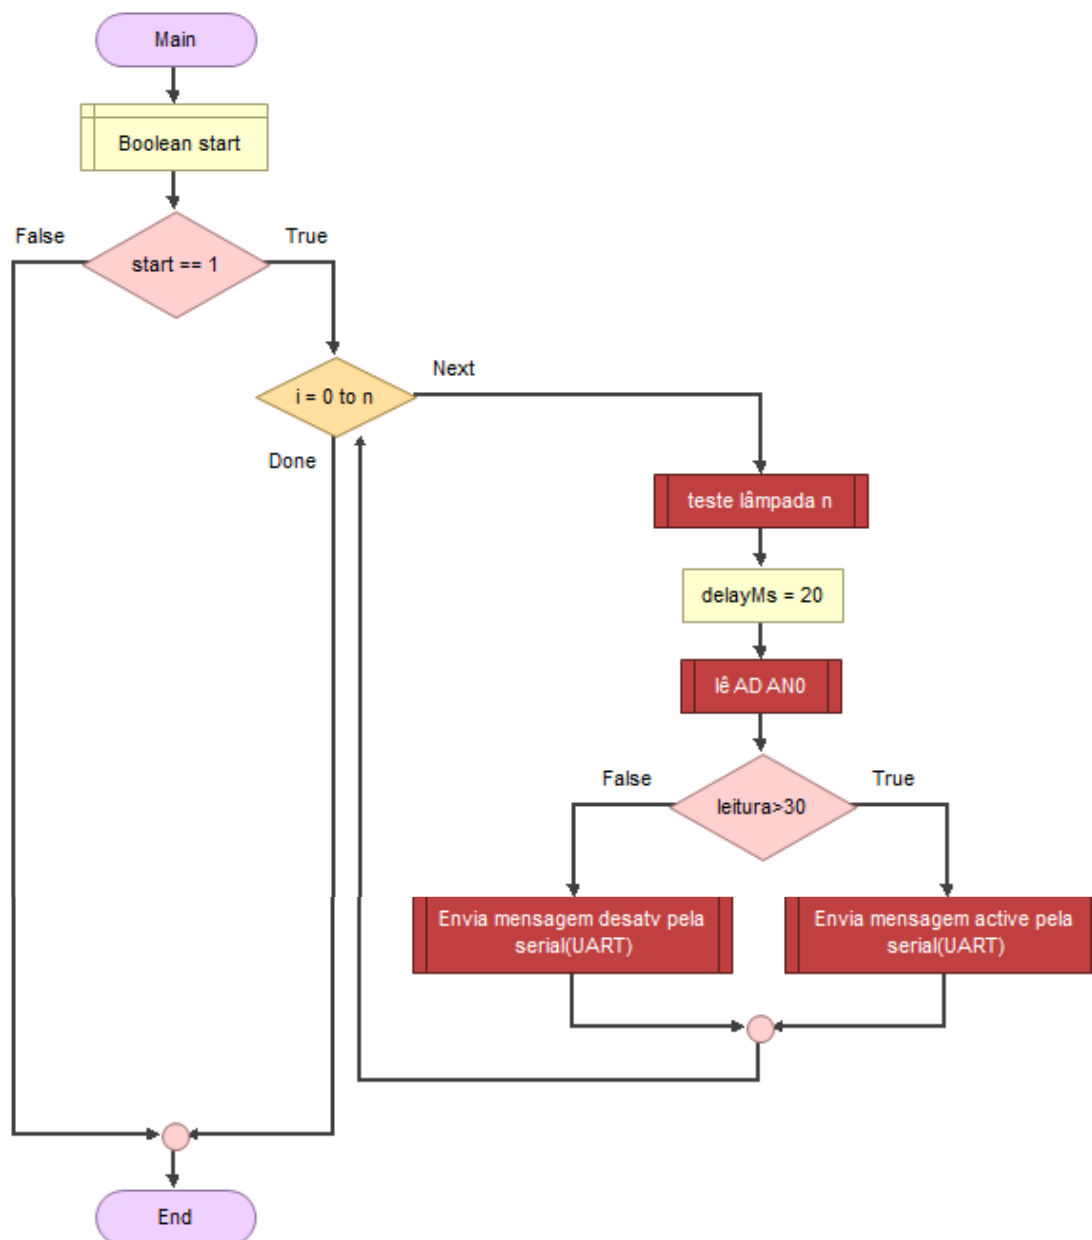 Main
Boolean start
False
True
start == 1
i = 0 to n
Next
Done
teste lâmpada n
delayMs = 20
lê AD AN0
False
True
leitura>30
Envia mensagem desatv pela
serial(UART)
Envia mensagem active pela
serial(UART)
End